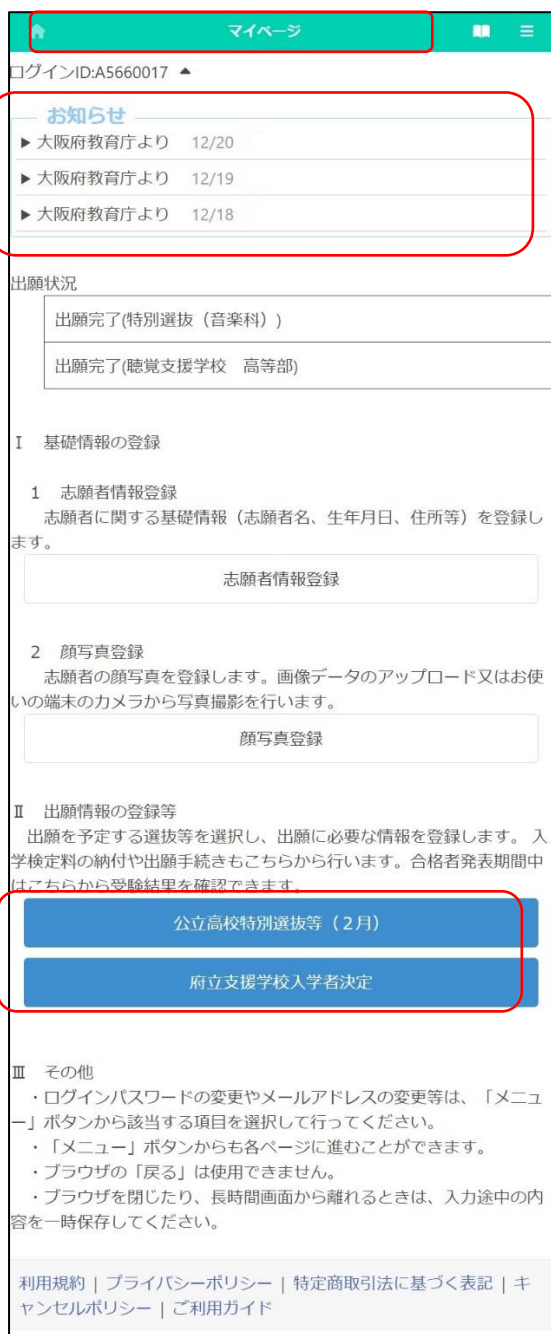 マイページ
ログインID:A5660017 ▲
お知らせ
▶ 大阪府教育庁より 12/20
▶ 大阪府教育庁より 12/19
▶ 大阪府教育庁より 12/18
出願状況
出願完了(特別選抜（音楽科）)
出願完了(聴覚支援学校　高等部)
Ⅰ　基礎情報の登録
1　志願者情報登録
志願者に関する基礎情報（志願者名、生年月日、住所等）を登録し
ます。
志願者情報登録
2　顔写真登録
志願者の顔写真を登録します。画像データのアップロード又はお使
いの端末のカメラから写真撮影を行います。
顔写真登録
Ⅱ　出願情報の登録等
出願を予定する選抜等を選択し、出願に必要な情報を登録します。 入
学検定料の納付や出願手続きもこちらから行います。合格者発表期間中
はこちらから受験結果を確認できます。
公立高校特別選抜等（２月）
府立支援学校入学者決定
Ⅲ　その他
・ログインパスワードの変更やメールアドレスの変更等は、「メニュ
ー」ボタンから該当する項目を選択して行ってください。
・「メニュー」ボタンからも各ページに進むことができます。
・ブラウザの「戻る」は使用できません。
・ブラウザを閉じたり、長時間画面から離れるときは、入力途中の内
容を一時保存してください。
利用規約 | プライバシーポリシー | 特定商取引法に基づく表記 | キ
ャンセルポリシー | ご利用ガイド